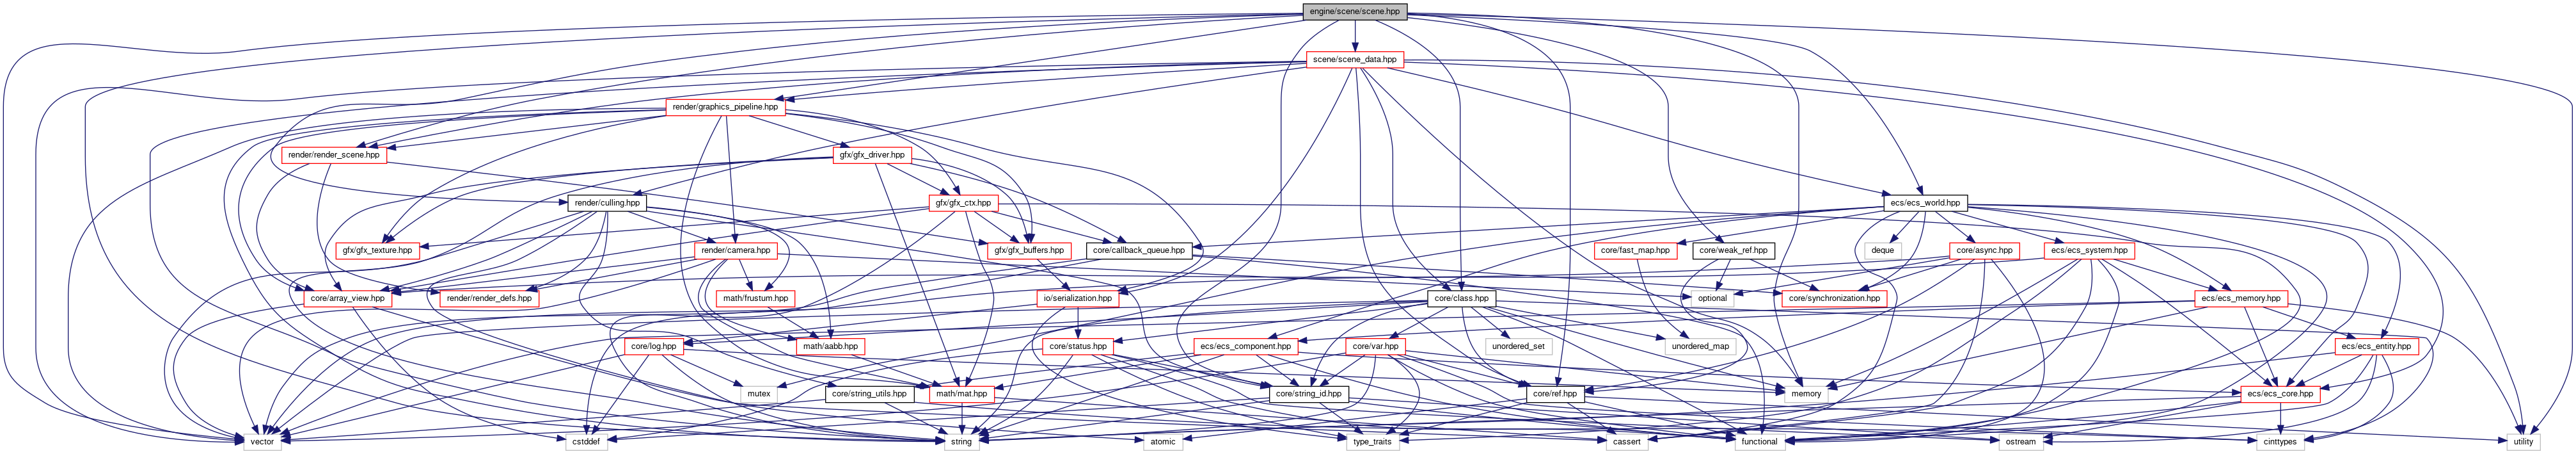 engine/scene/scene.hpp
scene/scene_data.hpp
render/graphics_pipeline.hpp
render/render_scene.hpp
gfx/gfx_driver.hpp
render/culling.hpp
gfx/gfx_ctx.hpp
ecs/ecs_world.hpp
gfx/gfx_texture.hpp
render/camera.hpp
gfx/gfx_buffers.hpp
core/callback_queue.hpp
core/fast_map.hpp
core/weak_ref.hpp
deque
core/async.hpp
ecs/ecs_system.hpp
core/array_view.hpp
render/render_defs.hpp
math/frustum.hpp
io/serialization.hpp
core/class.hpp
optional
core/synchronization.hpp
ecs/ecs_memory.hpp
core/log.hpp
math/aabb.hpp
core/status.hpp
ecs/ecs_component.hpp
core/var.hpp
unordered_set
unordered_map
ecs/ecs_entity.hpp
mutex
core/string_utils.hpp
math/mat.hpp
core/string_id.hpp
core/ref.hpp
memory
ecs/ecs_core.hpp
vector
cstddef
string
atomic
type_traits
cassert
functional
ostream
cinttypes
utility